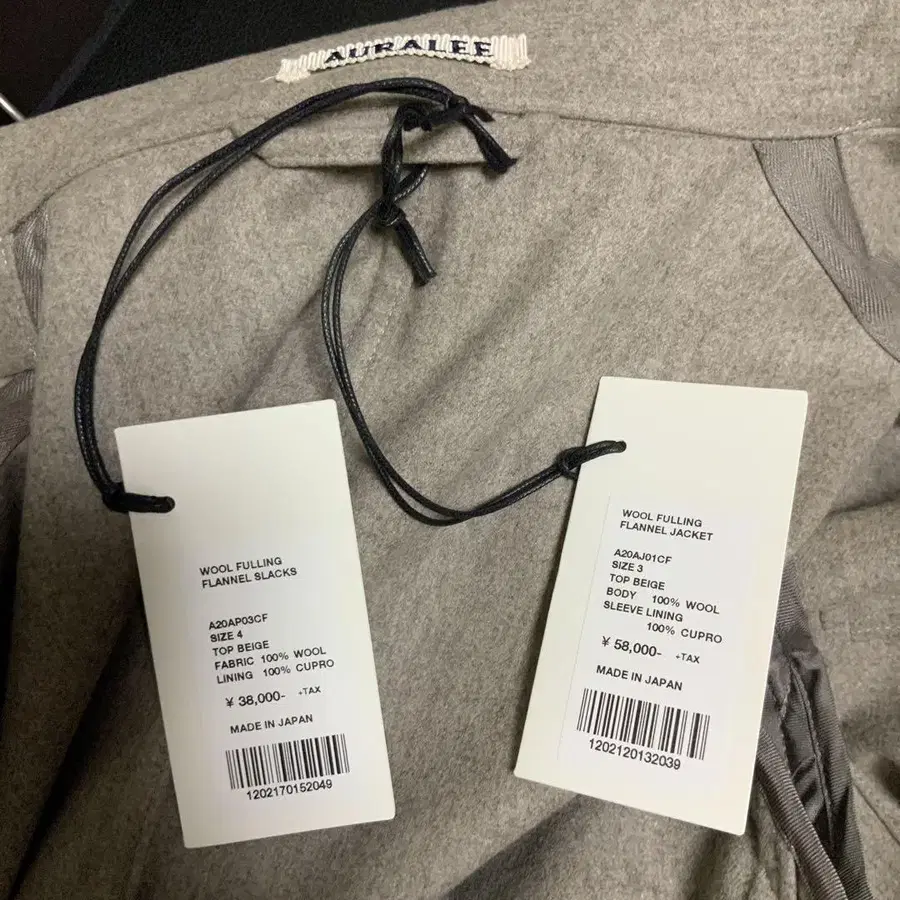 AURALEE
WOOL FULLING
FLANNEL SLACKS
A20AP03CF
SIZE 4
TOP BEIGE
FABRIC 100% WOOL
LINING 100% CUPRO
¥ 38,000- +TAX
MADE IN JAPAN
1202170152049
WOOL FULLING
FLANNEL JACKET
A20AJ01CF
SIZE 3
TOP BEIGE
BODY 100% WOOL
SLEEVE LINING
100% CUPRO
¥ 58,000- +TAX
MADE IN JAPAN
1202120132039